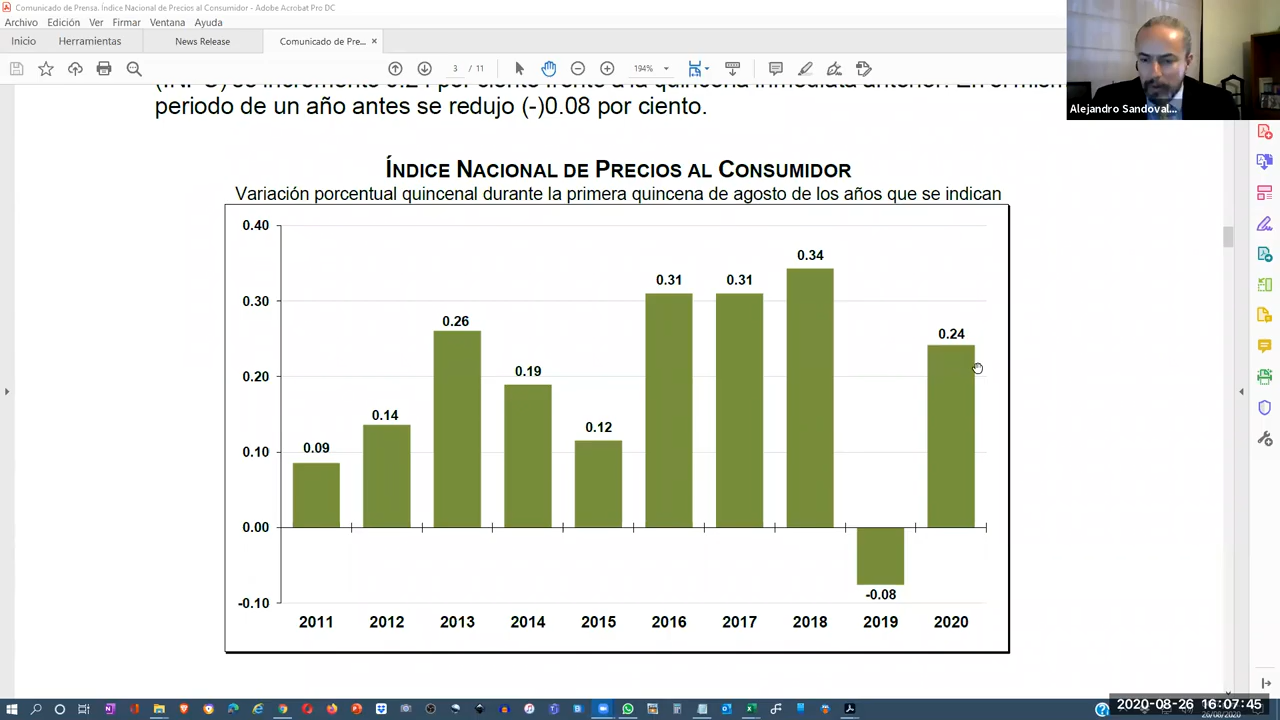 Comunicado de Prensa. Índice Nacional de Precios al Consumidor - Adobe Acrobat Pro DC
Archivo Edición Ver Firmar Ventana Ayuda
Inicio Herramientas News Release Comunicado de Pre... ×
3 / 11 194%
Alejandro Sandoval...
periodo de un año antes se redujo (-)0.08 por ciento.
ÍNDICE NACIONAL DE PRECIOS AL CONSUMIDOR
Variación porcentual quincenal durante la primera quincena de agosto de los años que se indican
0.40
0.34
0.31 0.31
0.30
0.26
0.24
0.20
0.19
0.14
0.12
0.10
0.09
0.00
-0.08
-0.10
2011 2012 2013 2014 2015 2016 2017 2018 2019 2020
2020-08-26 16:07:45